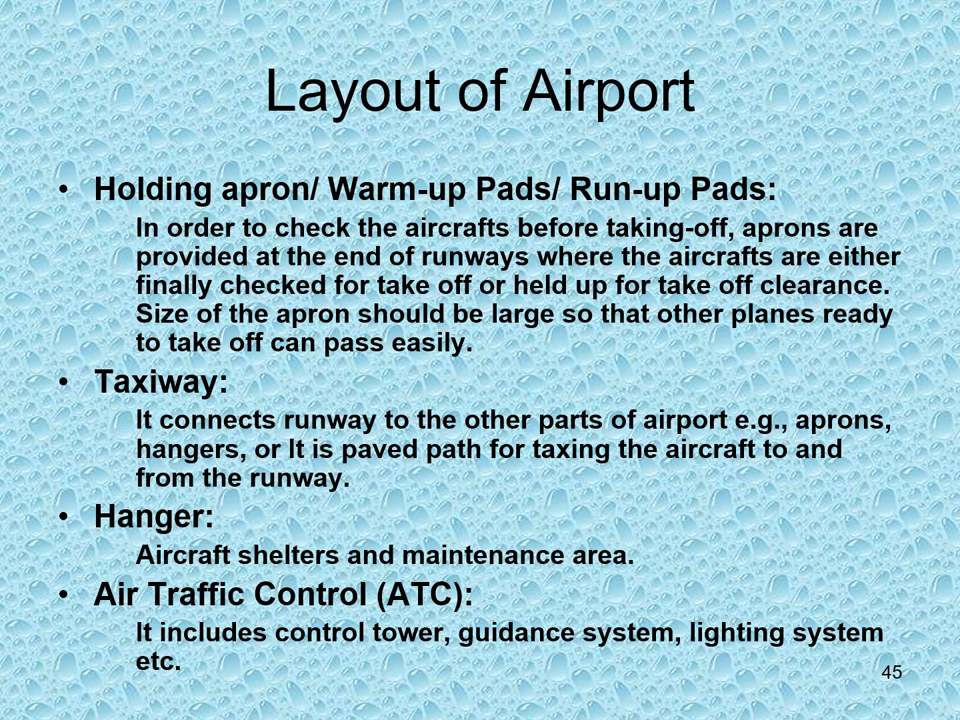 Layout of Airport
• Holding apron/ Warm-up Pads/ Run-up Pads:
In order to check the aircrafts before taking-off, aprons are
provided at the end of runways where the aircrafts are either
finally checked for take off or held up for take off clearance.
Size of the apron should be large so that other planes ready
to take off can pass easily.
• Taxiway:
It connects runway to the other parts of airport e.g., aprons,
hangers, or It is paved path for taxing the aircraft to and
from the runway.
• Hanger:
Aircraft shelters and maintenance area.
• Air Traffic Control (ATC):
It includes control tower, guidance system, lighting system
etc.
45